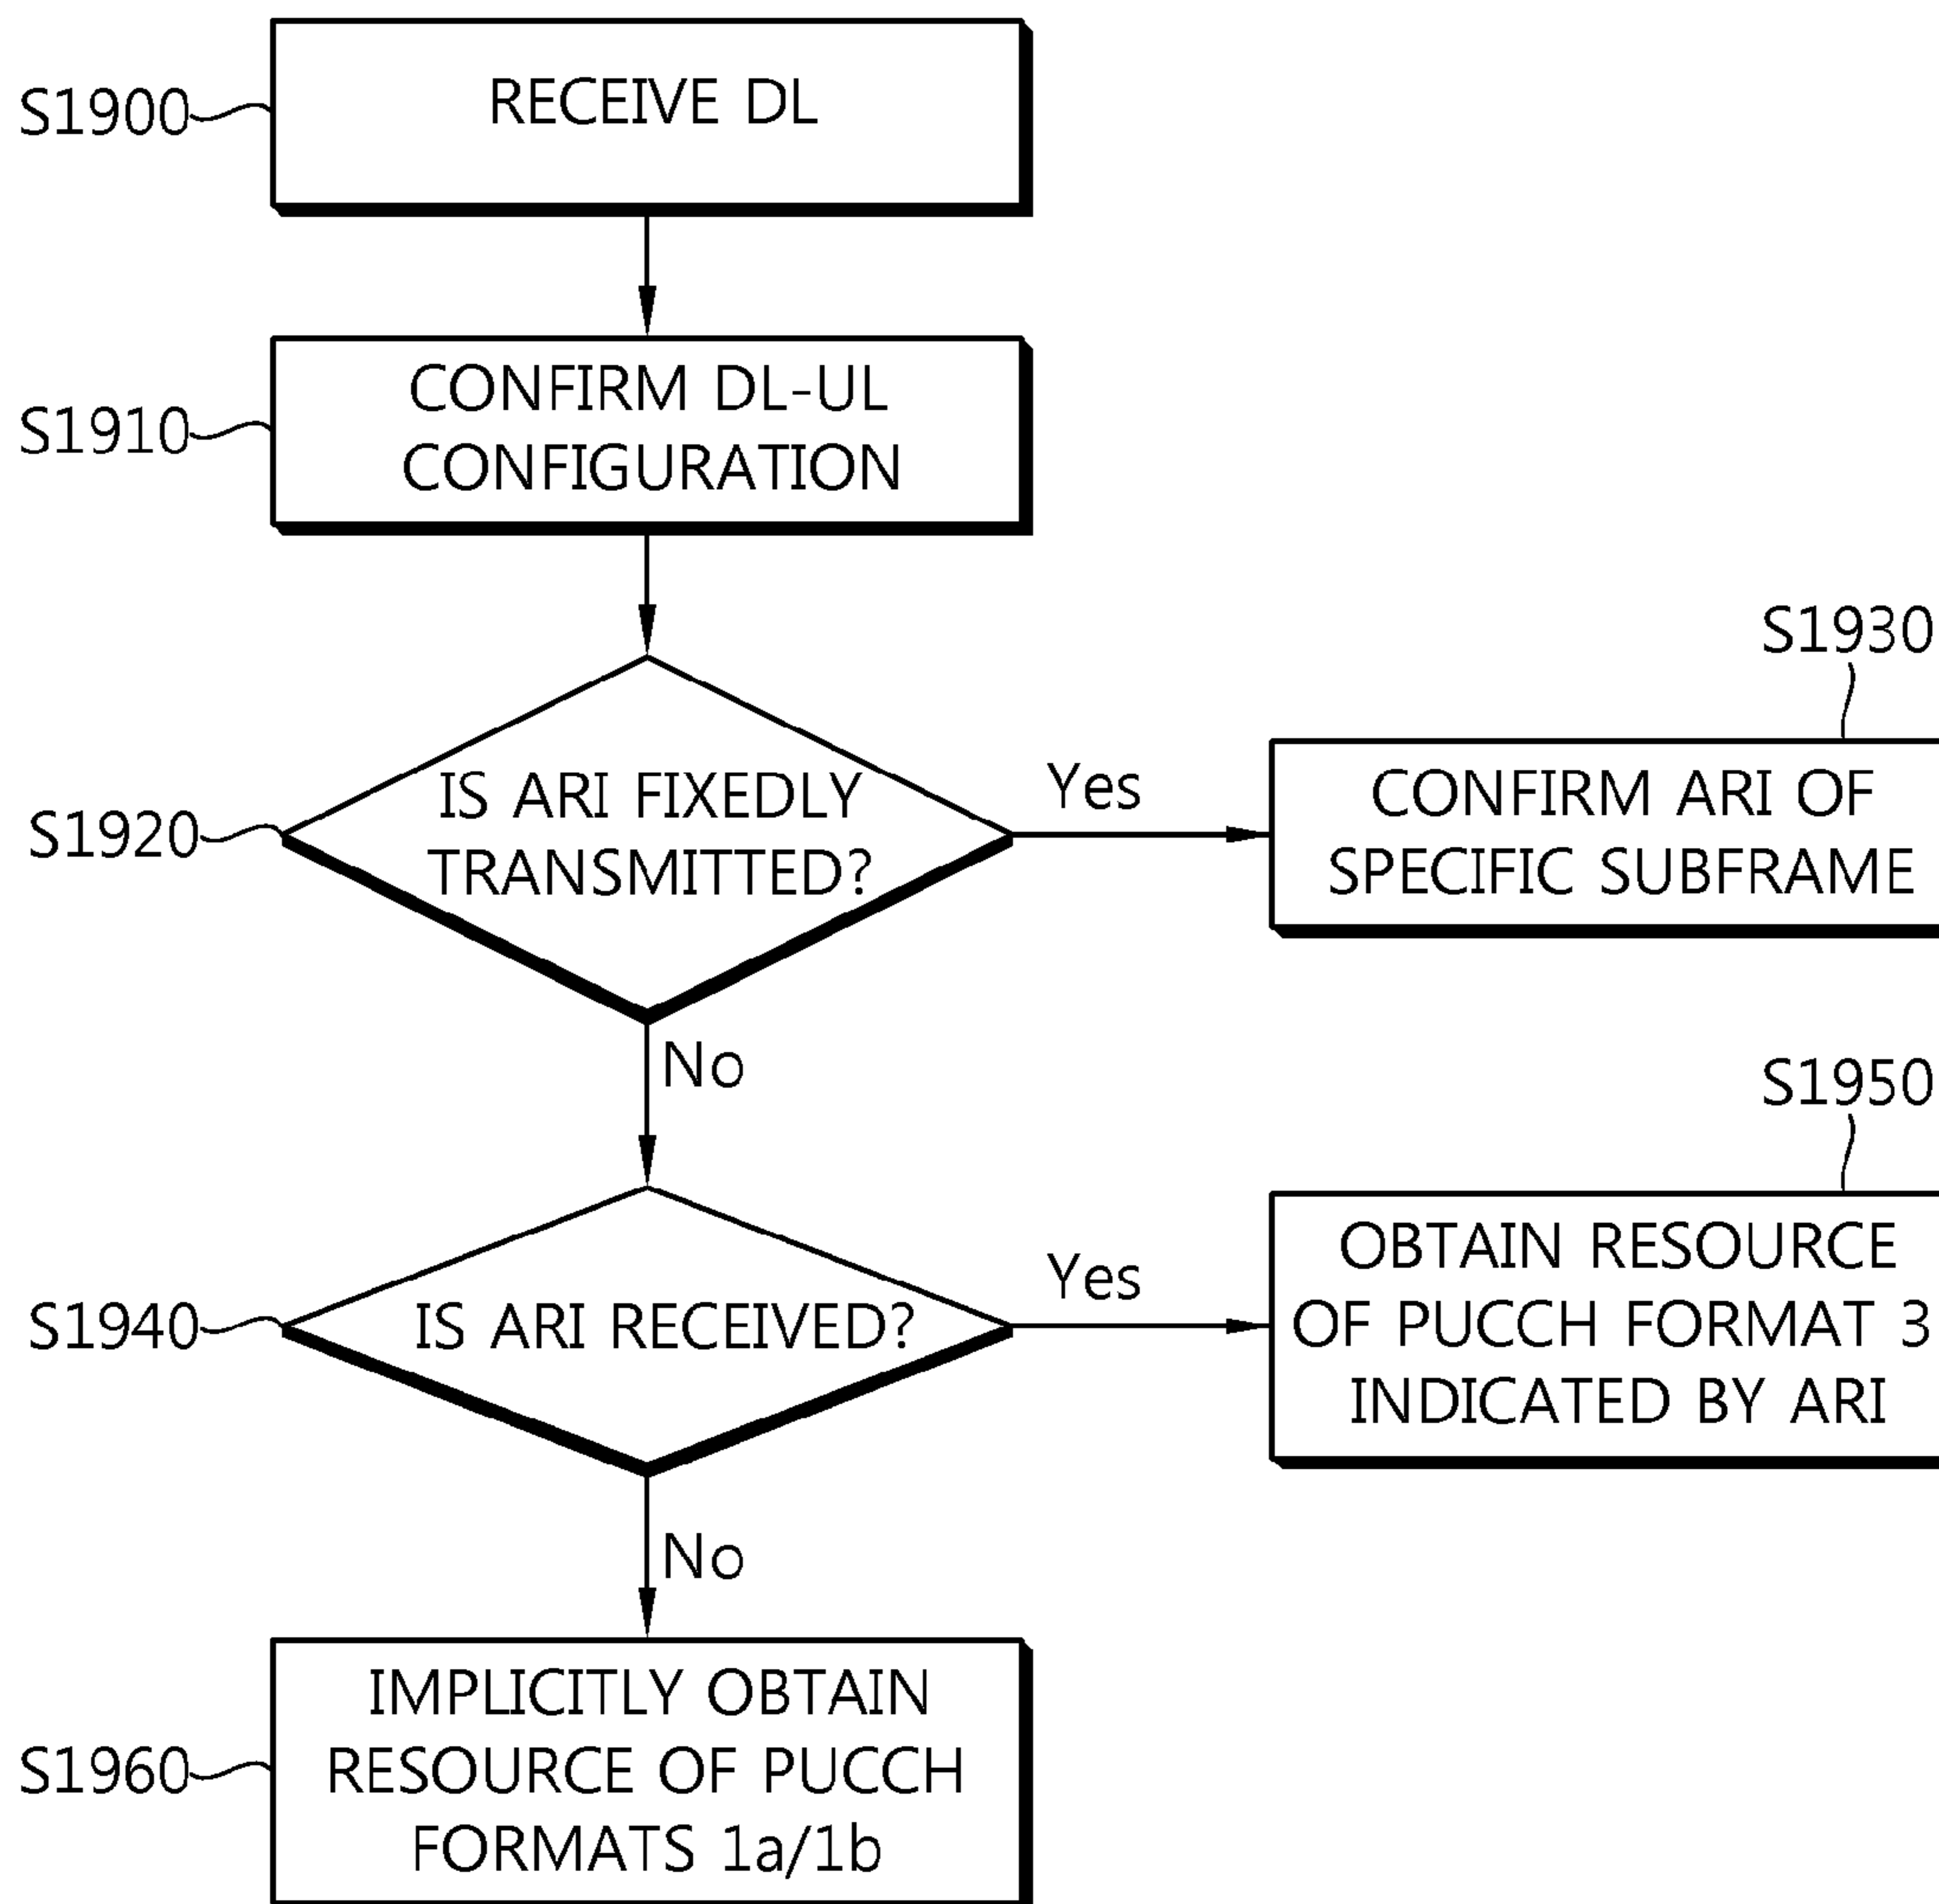 S1900
RECEIVE DL
S1910
CONFIRM DL-UL
CONFIGURATION
S1920
IS ARI FIXEDLY
TRANSMITTED?
Yes
S1930
CONFIRM ARI OF
SPECIFIC SUBFRAME
No
S1940
IS ARI RECEIVED?
Yes
S1950
OBTAIN RESOURCE
OF PUCCH FORMAT 3
INDICATED BY ARI
No
S1960
IMPLICITLY OBTAIN
RESOURCE OF PUCCH
FORMATS 1a/1b